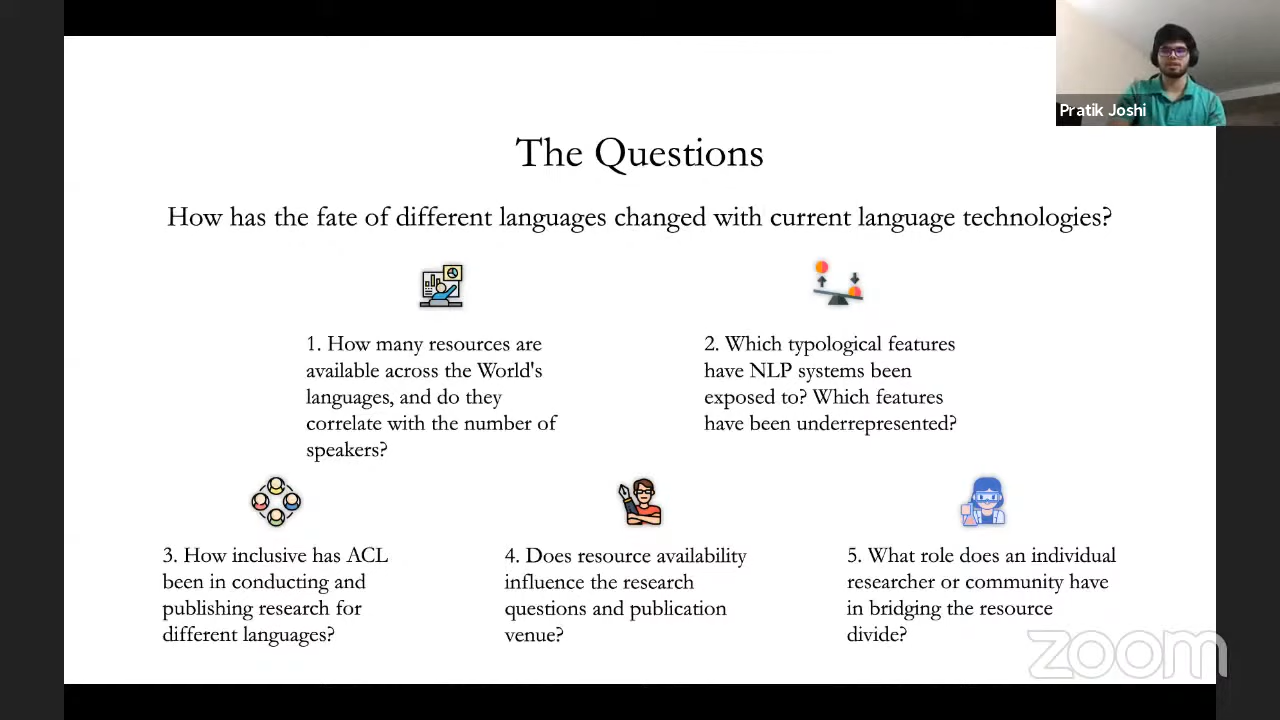 Pratik Joshi
The Questions
How has the fate of different languages changed with current language technologies?
1. How many resources are
available across the World's
languages, and do they
correlate with the number of
speakers?
2. Which typological features
have NLP systems been
exposed to? Which features
have been underrepresented?
3. How inclusive has ACL
been in conducting and
publishing research for
different languages?
4. Does resource availability
influence the research
questions and publication
venue?
5. What role does an individual
researcher or community have
in bridging the resource
divide?
zoom